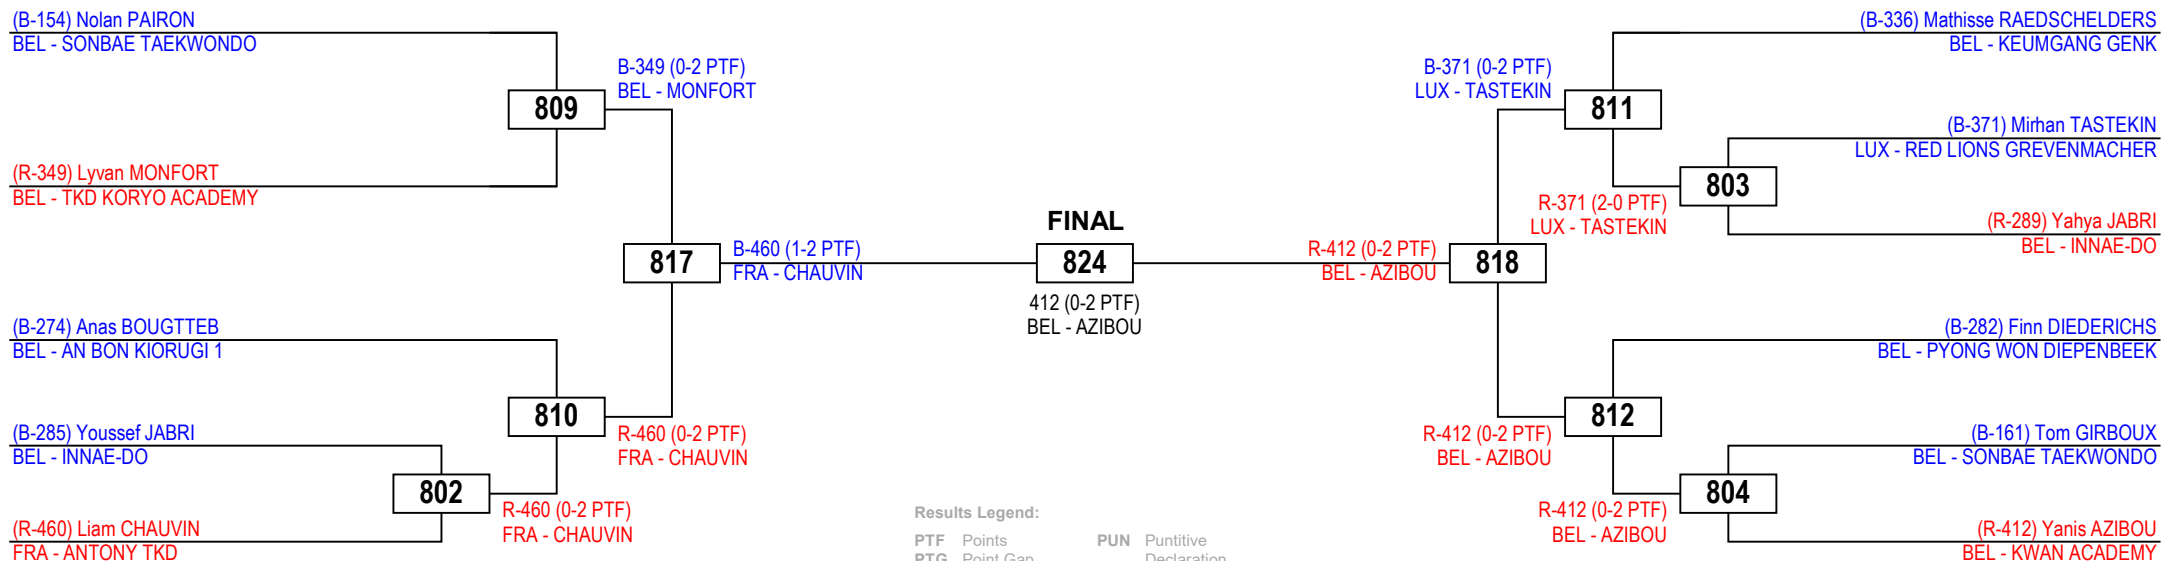 (B-154) Nolan PAIRON
BEL - SONBAE TAEKWONDO
809
B-349 (0-2 PTF)
BEL - MONFORT
(R-349) Lyvan MONFORT
BEL - TKD KORYO ACADEMY
817
B-460 (1-2 PTF)
FRA - CHAUVIN
(B-274) Anas BOUGTTEB
BEL - AN BON KIORUGI 1
810
R-460 (0-2 PTF)
FRA - CHAUVIN
(B-285) Youssef JABRI
BEL - INNAE-DO
802
R-460 (0-2 PTF)
FRA - CHAUVIN
(R-460) Liam CHAUVIN
FRA - ANTONY TKD
FINAL
824
412 (0-2 PTF)
BEL - AZIBOU
(B-336) Mathisse RAEDSCHELDERS
BEL - KEUMGANG GENK
B-371 (0-2 PTF)
LUX - TASTEKIN
811
(B-371) Mirhan TASTEKIN
LUX - RED LIONS GREVENMACHER
803
R-371 (2-0 PTF)
LUX - TASTEKIN
(R-289) Yahya JABRI
BEL - INNAE-DO
R-412 (0-2 PTF)
BEL - AZIBOU
818
(B-282) Finn DIEDERICHS
BEL - PYONG WON DIEPENBEEK
812
R-412 (0-2 PTF)
BEL - AZIBOU
(B-161) Tom GIRBOUX
BEL - SONBAE TAEKWONDO
804
R-412 (0-2 PTF)
BEL - AZIBOU
(R-412) Yanis AZIBOU
BEL - KWAN ACADEMY
Results Legend:
PTF Points
PUN Puntitive
PTG Point Gap
Declaration